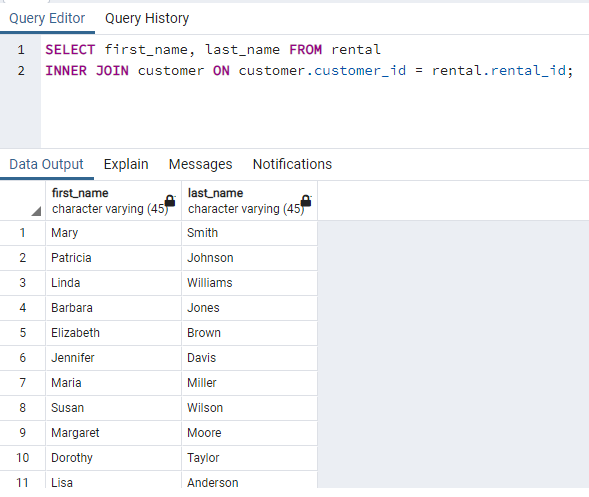 Query Editor Query History
1 SELECT first_name, last_name FROM rental
2 INNER JOIN customer ON customer.customer_id = rental.rental_id;
Data Output Explain Messages Notifications
first_name last_name
character varying (45) character varying (45)
1 Mary Smith
2 Patricia Johnson
3 Linda Williams
4 Barbara Jones
5 Elizabeth Brown
6 Jennifer Davis
7 Maria Miller
8 Susan Wilson
9 Margaret Moore
10 Dorothy Taylor
11 Lisa Anderson